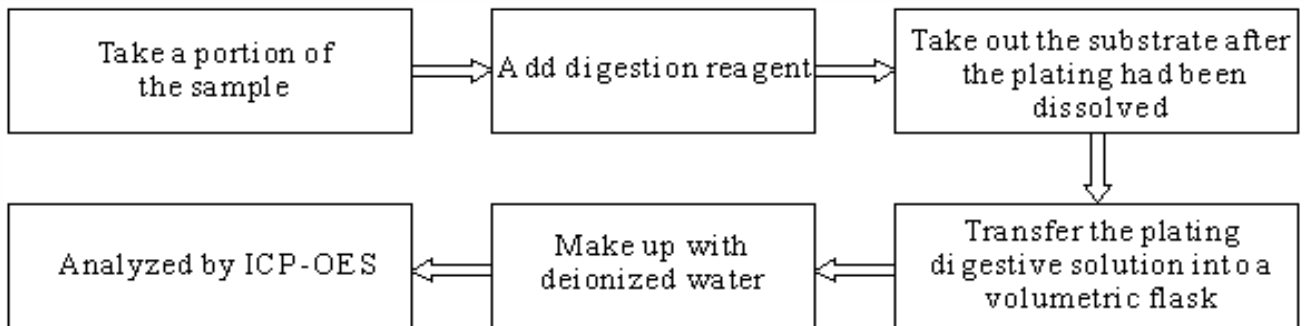 Take a portion of
the sample
Add digestion reagent
Take out the substrate after
the plating had been
dissolved
Transfer the plating
digestive solution into a
volumetric flask
Make up with
deionized water
Analyzed by ICP-OES